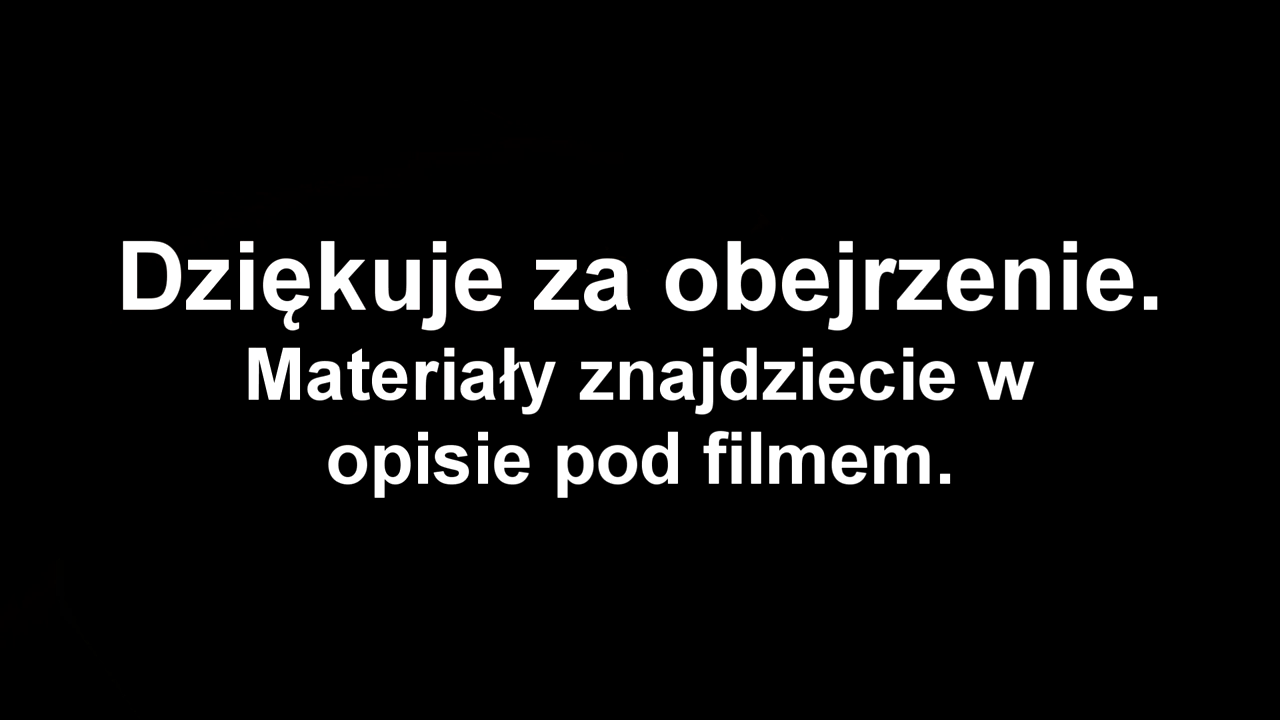 Dziękuje za obejrzenie.
Materiały znajdziecie w
opisie pod filmem.